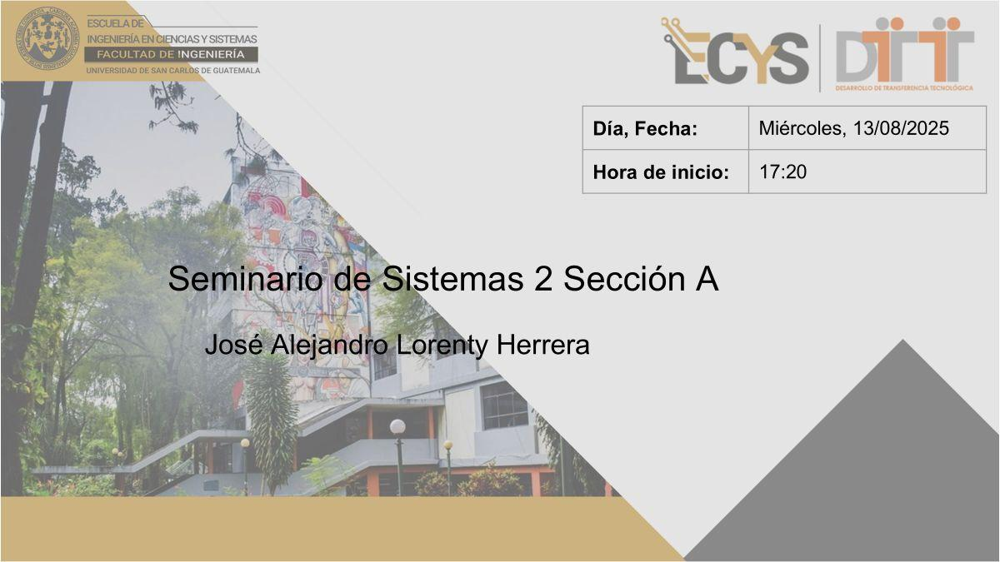 ESCUELA DE
INGENIERÍA EN CIENCIAS Y SISTEMAS
FACULTAD DE INGENIERÍA
UNIVERSIDAD DE SAN CARLOS DE GUATEMALA
ECYS
DTT
DESARROLLO DE TRANSFERENCIA TECNOLÓGICA
Día, Fecha: Miércoles, 13/08/2025
Hora de inicio: 17:20
Seminario de Sistemas 2 Sección A
José Alejandro Lorenty Herrera